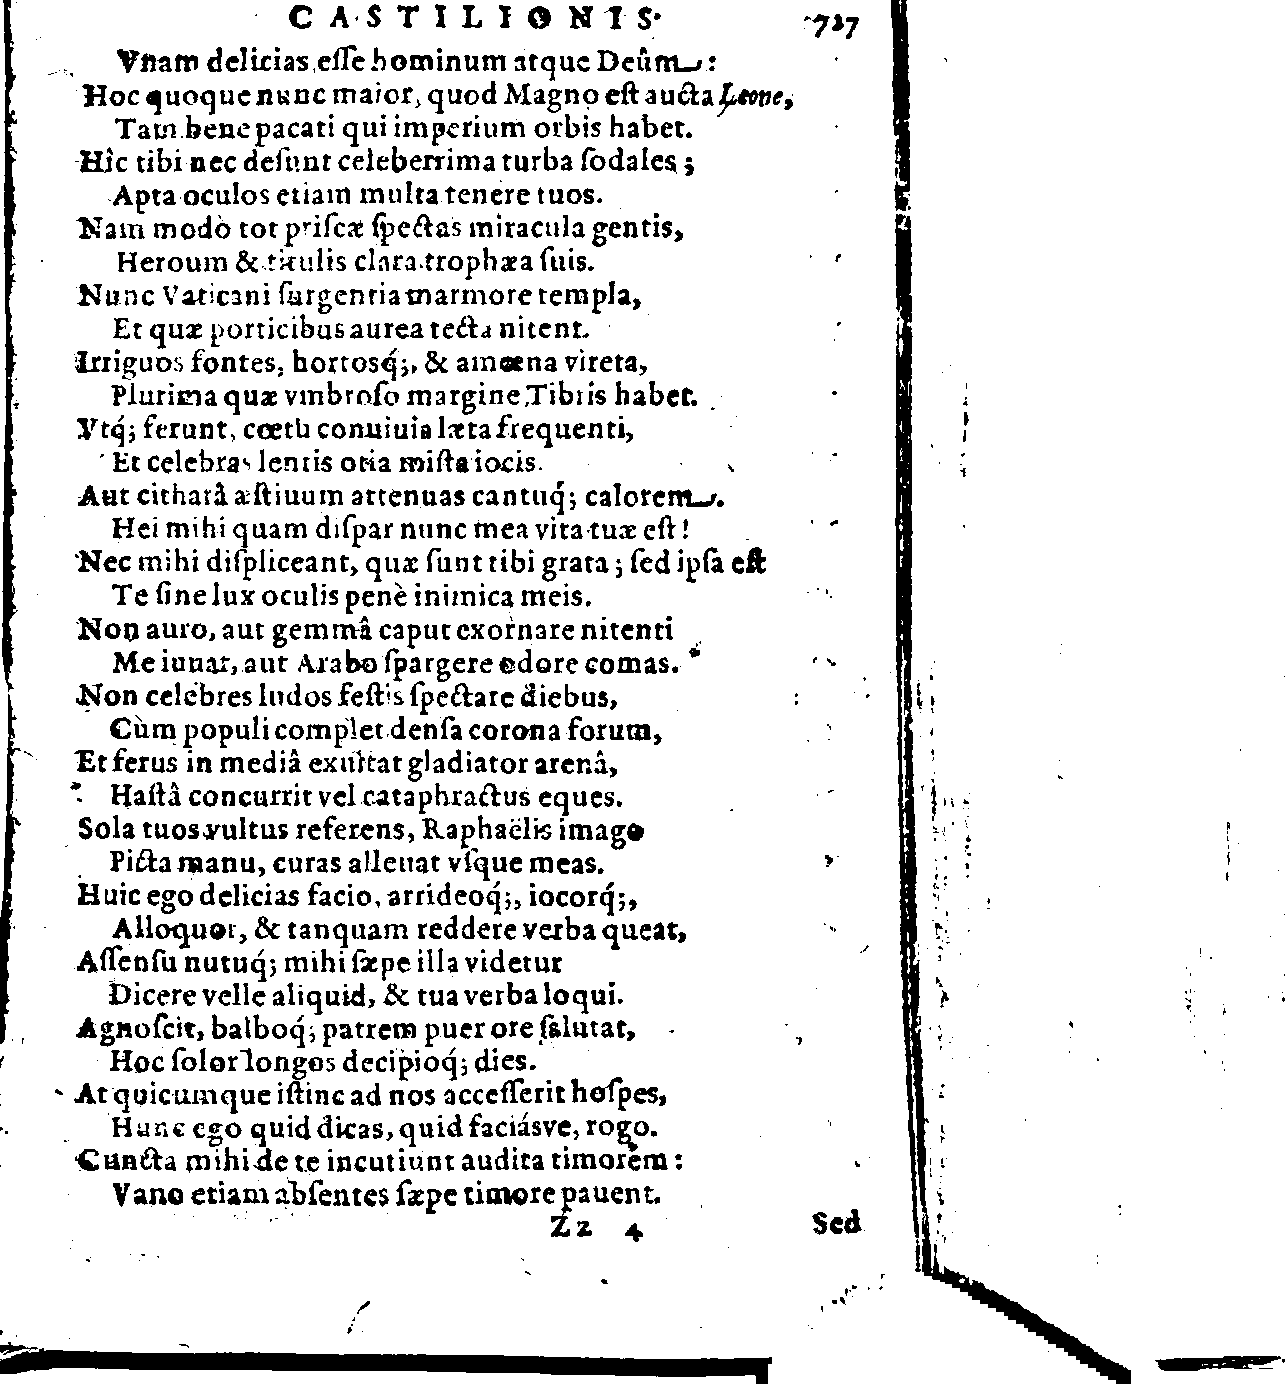 CASTILIONIS. 727
Vnam delicias esſe hominum atque Deûm:
Hoc quoque nunc maior, quod Magno eſt aucta Leone,
Tam bene pacati qui imperium orbis habet.
Hîc tibi nec deſunt celeberrima turba ſodales;
Apta oculos etiam multa tenere tuos.
Nam modò tot priſcæ ſpectas miracula gentis,
Heroum & titulis clara trophæa ſuis.
Nunc Vaticani ſurgentia marmore templa,
Et quæ porticibus aurea tecta nitent.
Irriguos fontes, hortosq́;, & amœna vireta,
Plurima quæ vmbroſo margine Tibris habet.
Vtq́; ferunt, cœtu conuiuia læta frequenti,
Et celebras lentis otia miſta iocis.
Aut citharâ æſtiuum attenuas cantuq́; calorem.
Hei mihi quam diſpar nunc mea vita tuæ eſt!
Nec mihi diſpliceant, quæ ſunt tibi grata; ſed ipſa eſt
Te ſine lux oculis penè inimica meis.
Non auro, aut gemmâ caput exornare nitenti
Me iuuat, aut Arabo ſpargere odore comas.
Non celebres ludos feſtis ſpectare diebus,
Cùm populi complet denſa corona forum,
Et ferus in mediâ exultat gladiator arenâ,
Haſtâ concurrit vel cataphractus eques.
Sola tuos vultus referens, Raphaëlis imago
Picta manu, curas alleuat vſque meas.
Huic ego delicias facio, arrideoq́;, iocorq́;,
Alloquor, & tanquam reddere verba queat,
Aſſenſu nutuq́; mihi ſæpe illa videtur
Dicere velle aliquid, & tua verba loqui.
Agnoſcit, balboq́; patrem puer ore ſalutat,
Hoc ſolor longos decipioq́; dies.
At quicumque iſtinc ad nos acceſſerit hoſpes,
Hunc ego quid dicas, quid faciásve, rogo.
Cuncta mihi de te incutiunt audita timorem:
Vano etiam abſentes ſæpe timore pauent.
Zz 4 Sed